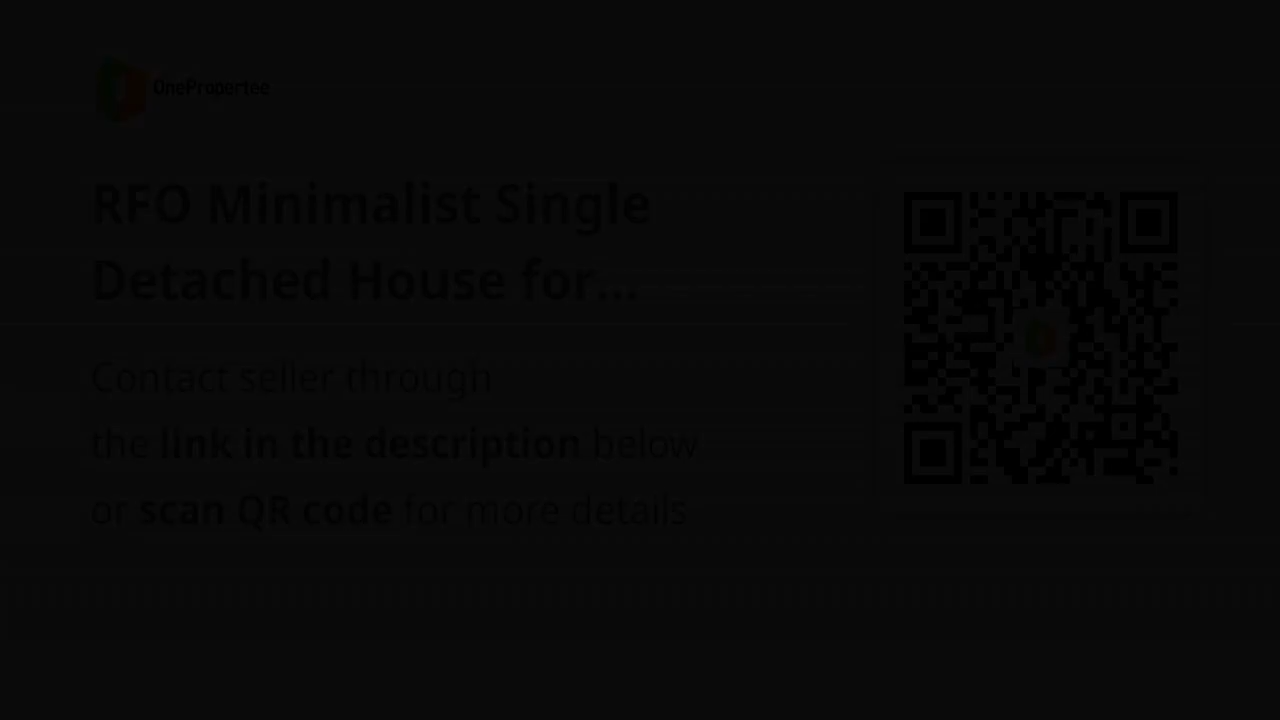 OnePropertee
RFO Minimalist Single
Detached House for...
Contact seller through
the link in the description below
or scan QR code for more details